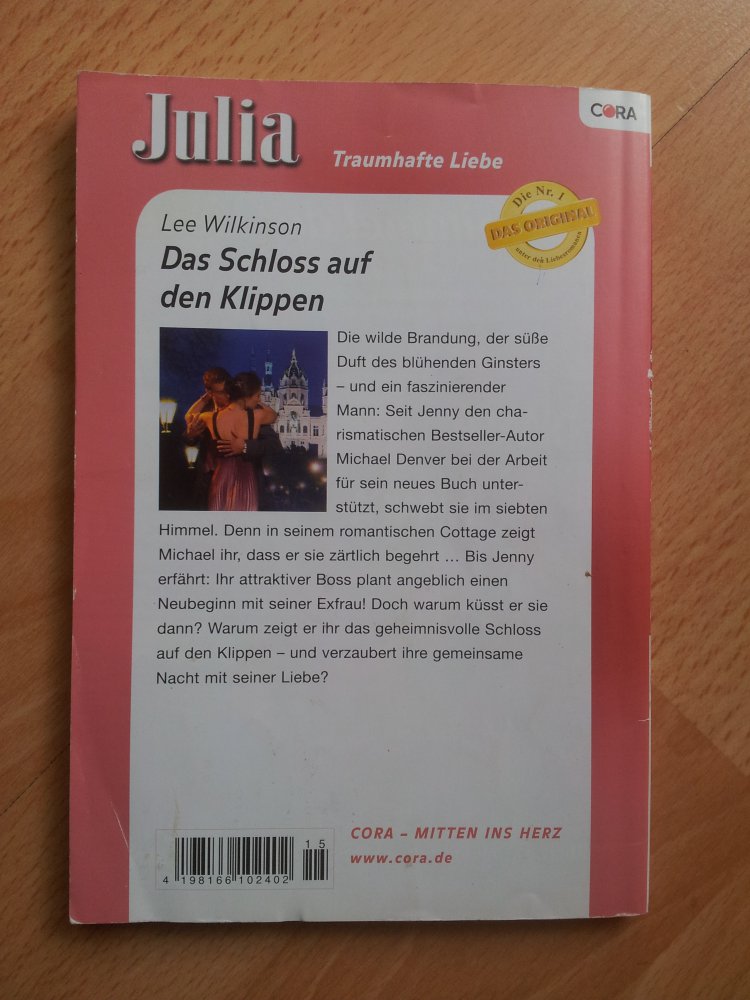 Julia
Traumhafte Liebe
CORA
Die Nr. 1
DAS ORIGINAL
unter den Liebesromanen
Lee Wilkinson
Das Schloss auf
den Klippen
Die wilde Brandung, der süße
Duft des blühenden Ginsters
– und ein faszinierender
Mann: Seit Jenny den cha-
rismatischen Bestseller-Autor
Michael Denver bei der Arbeit
für sein neues Buch unter-
stützt, schwebt sie im siebten
Himmel. Denn in seinem romantischen Cottage zeigt
Michael ihr, dass er sie zärtlich begehrt … Bis Jenny
erfährt: Ihr attraktiver Boss plant angeblich einen
Neubeginn mit seiner Exfrau! Doch warum küsst er sie
dann? Warum zeigt er ihr das geheimnisvolle Schloss
auf den Klippen – und verzaubert ihre gemeinsame
Nacht mit seiner Liebe?
CORA – MITTEN INS HERZ
www.cora.de
1 5
4 198166 102402